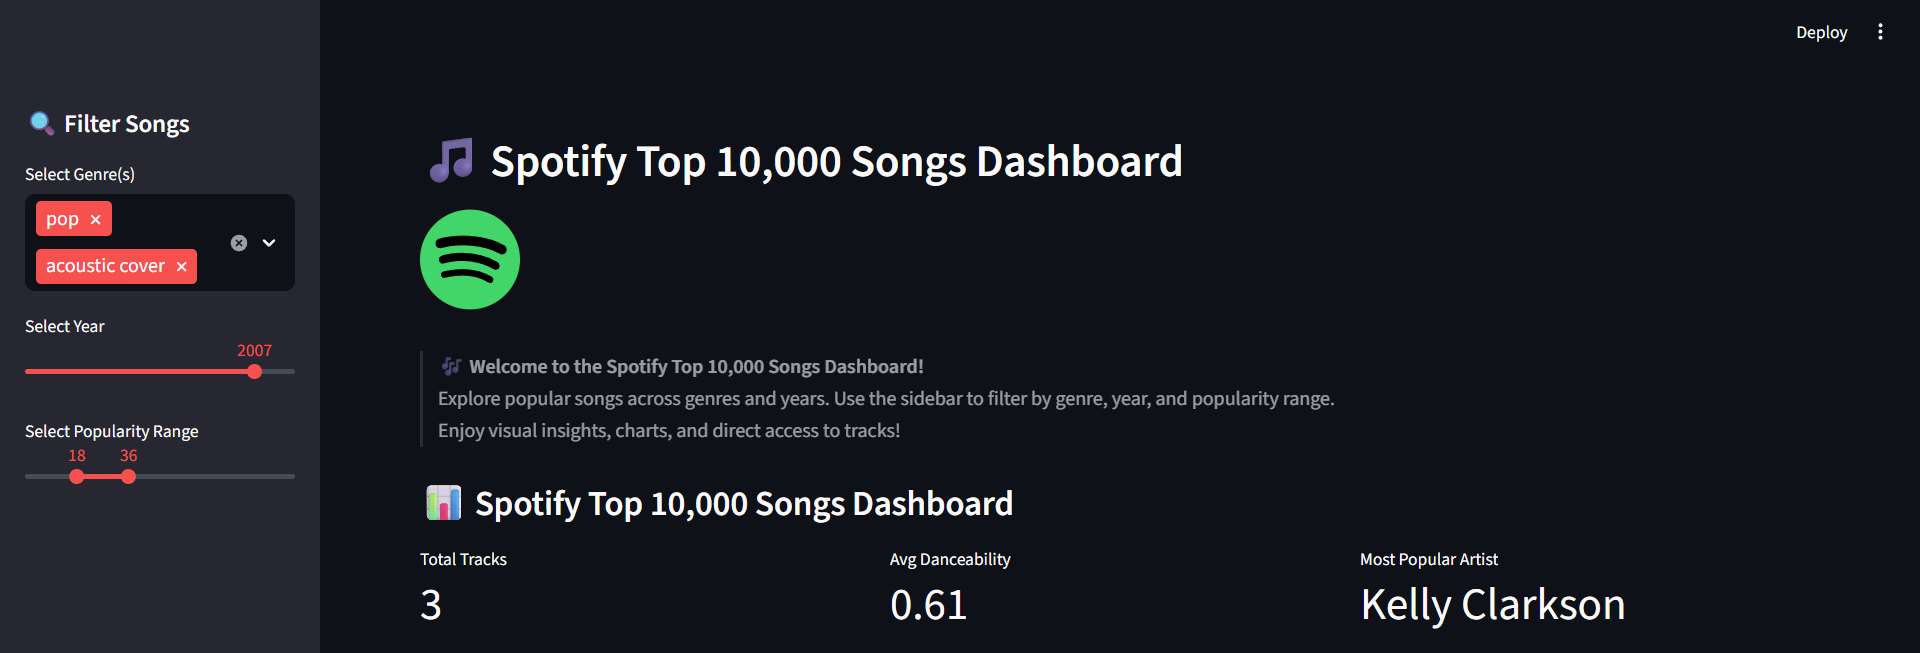 Deploy
Filter Songs
Select Genre(s)
pop
acoustic cover
Select Year
2007
Select Popularity Range
18 36
Spotify Top 10,000 Songs Dashboard
Welcome to the Spotify Top 10,000 Songs Dashboard!
Explore popular songs across genres and years. Use the sidebar to filter by genre, year, and popularity range.
Enjoy visual insights, charts, and direct access to tracks!
Spotify Top 10,000 Songs Dashboard
Total Tracks
3
Avg Danceability
0.61
Most Popular Artist
Kelly Clarkson